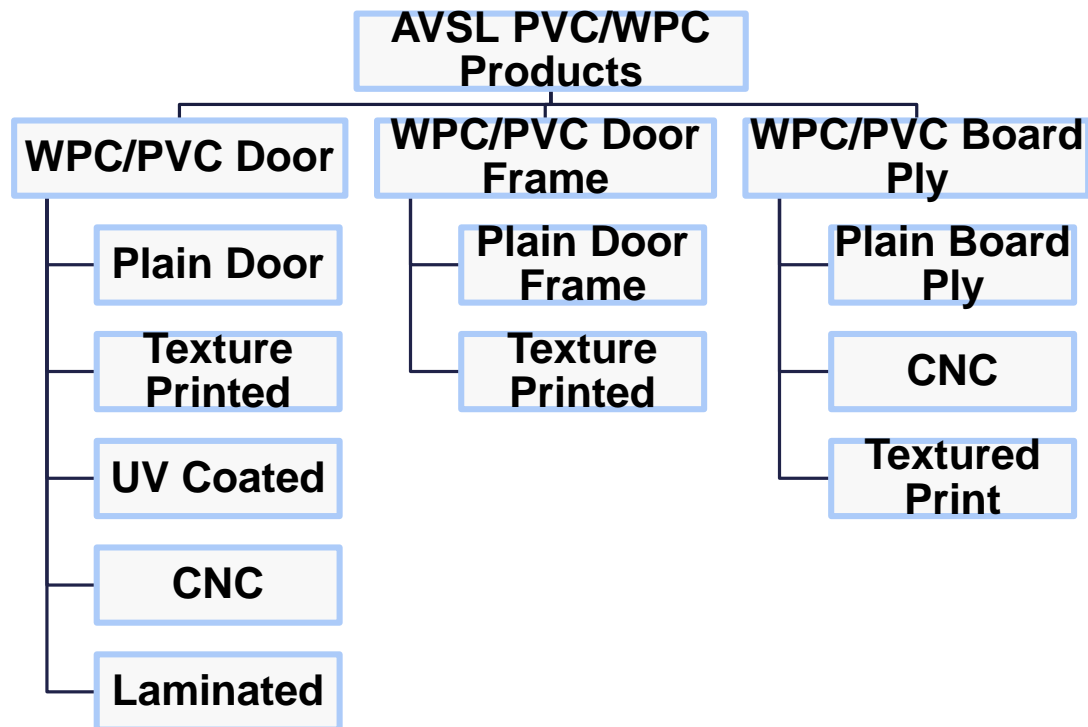 AVSL PVC/WPC
Products
WPC/PVC Door
Plain Door
Texture
Printed
UV Coated
CNC
Laminated
WPC/PVC Door
Frame
Plain Door
Frame
Texture
Printed
WPC/PVC Board
Ply
Plain Board
Ply
CNC
Textured
Print